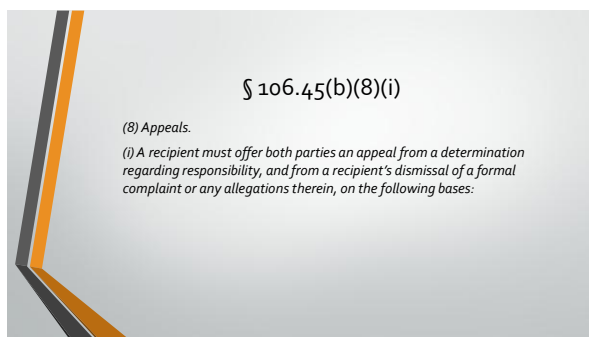 § 106.45(b)(8)(i)
(8) Appeals.
(i) A recipient must offer both parties an appeal from a determination
regarding responsibility, and from a recipient's dismissal of a formal
complaint or any allegations therein, on the following bases: